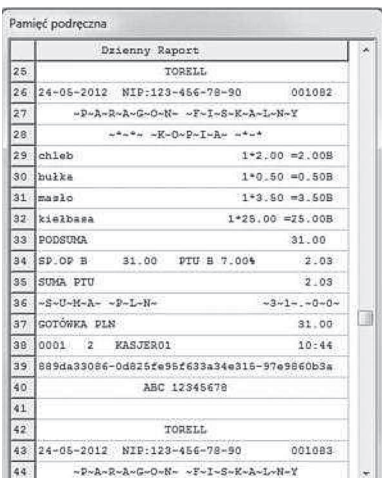 Pamięć podręczna
Dzienny Raport
25 TORELL
26 24-05-2012 NIP:123-456-78-90 001082
27 ~P~A~R~A~G~O~N~ ~F~I~S~K~A~L~N~Y
28 ~*~*~ ~K~O~P~I~A~ ~*~*
29 chleb 1*2.00 =2.00B
30 bułka 1*0.50 =0.50B
31 masło 1*3.50 =3.50B
32 kiełbasa 1*25.00 =25.00B
33 PODSUMA 31.00
34 SP.OP B 31.00 PTU B 7.00% 2.03
35 SUMA PTU 2.03
36 ~S~U~M~A~ ~P~L~N~ ~3~1~.~0~0~
37 GOTÓWKA PLN 31.00
38 0001 2 KASJER01 10:44
39 889da33086-0d825fe95f633a34e315-97e9860b3a
40 ABC 12345678
41
42 TORELL
43 24-05-2012 NIP:123-456-78-90 001083
44 ~P~A~R~A~G~O~N~ ~F~I~S~K~A~L~N~Y